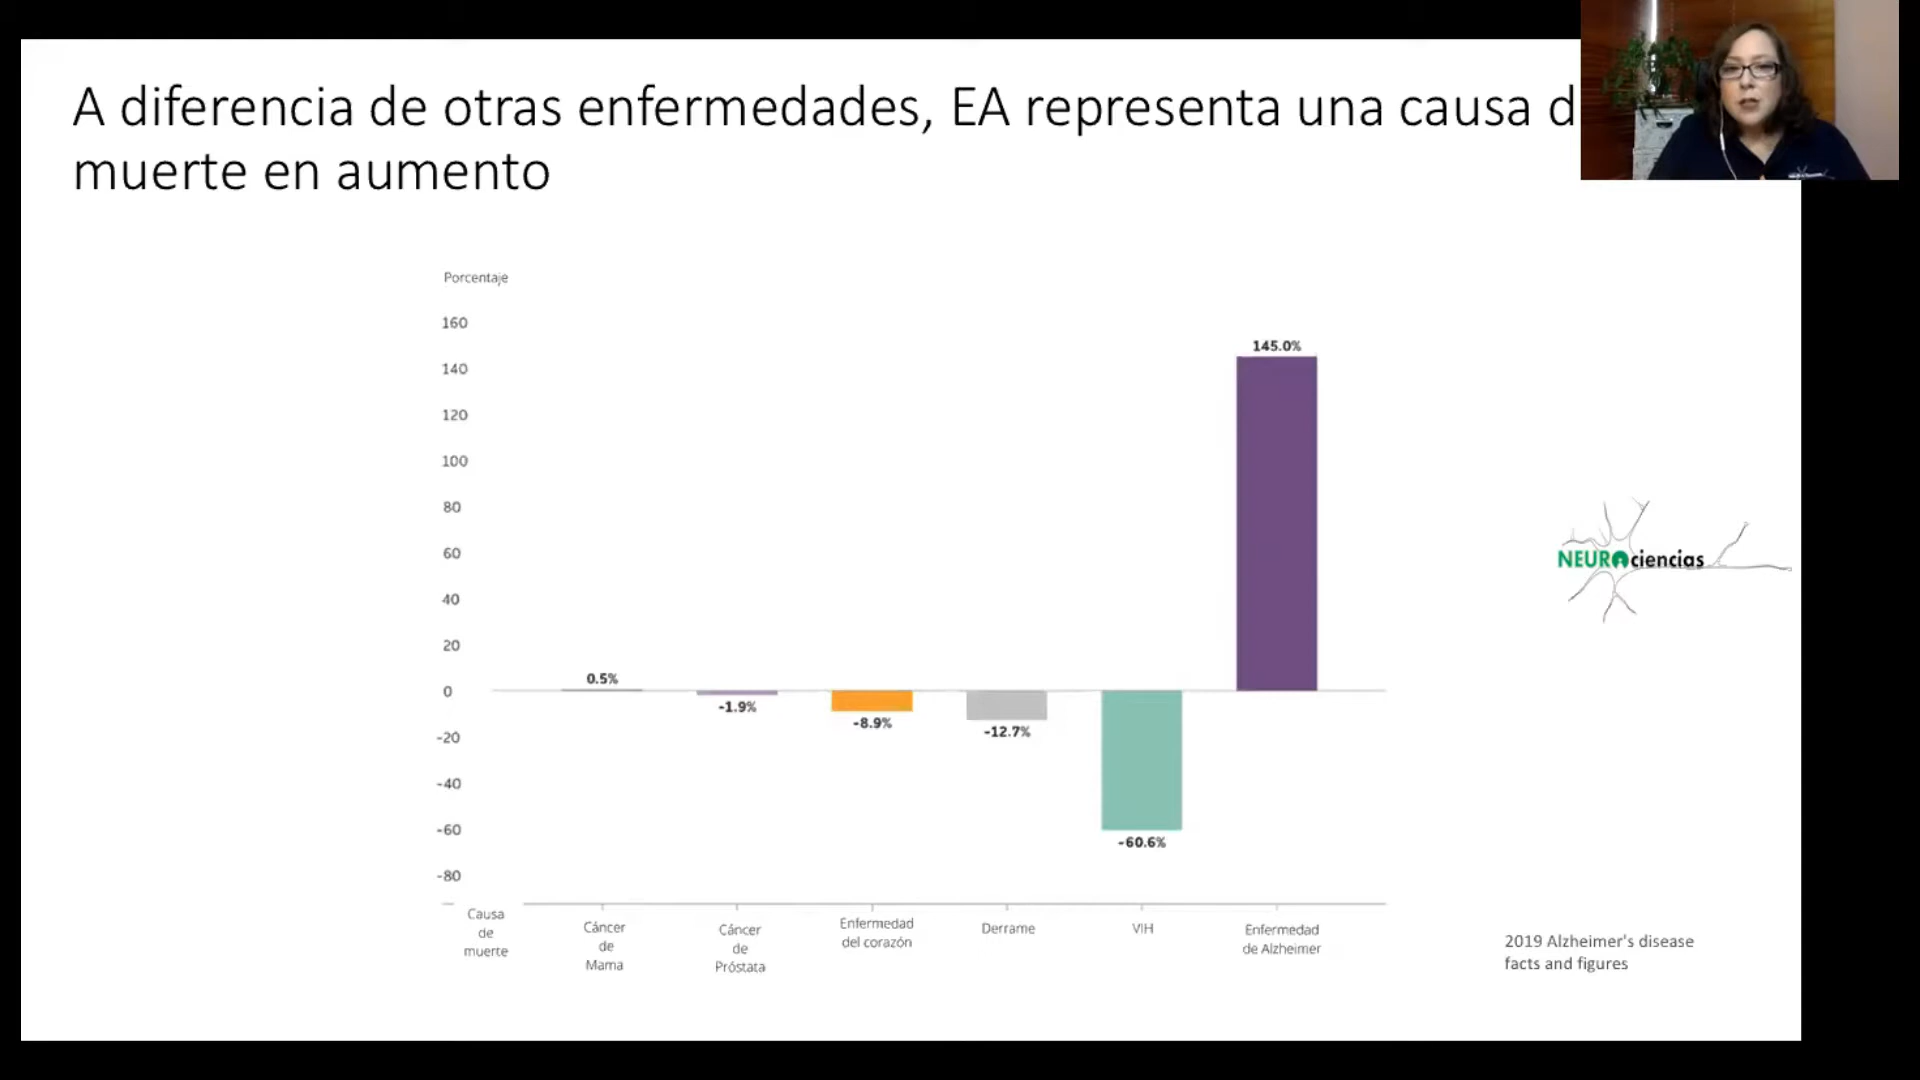 A diferencia de otras enfermedades, EA representa una causa d
muerte en aumento
Porcentaje
160
140
120
100
80
60
40
20
0
-20
-40
-60
-80
0.5%
-1.9%
-8.9%
-12.7%
-60.6%
145.0%
Causa
de
muerte
Cáncer
de
Mama
Cáncer
de
Próstata
Enfermedad
del corazón
Derrame
VIH
Enfermedad
de Alzheimer
NEUROciencias
2019 Alzheimer's disease
facts and figures